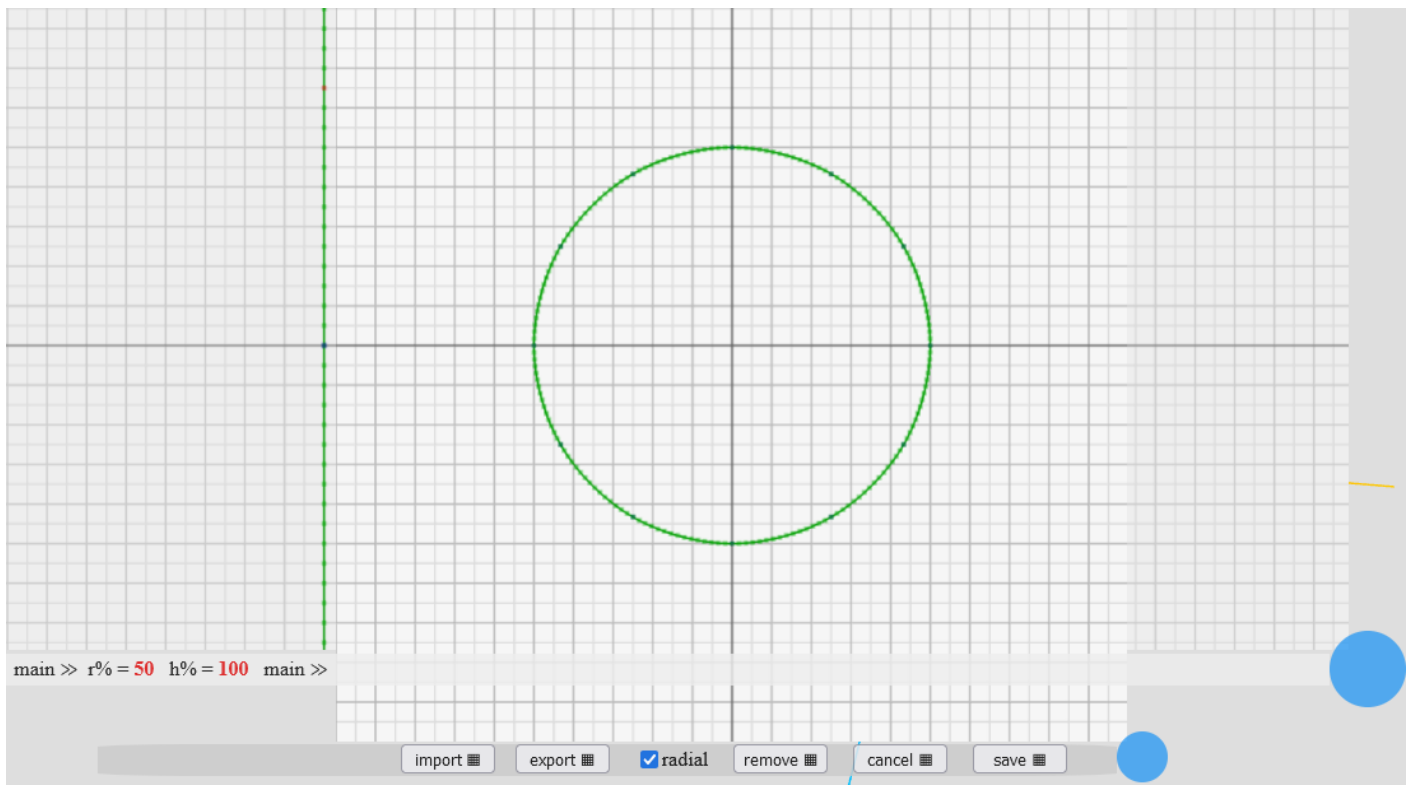 main ≫ r% = 50 h% = 100 main ≫
import ▦ export ▦ radial remove ▦ cancel ▦ save ▦